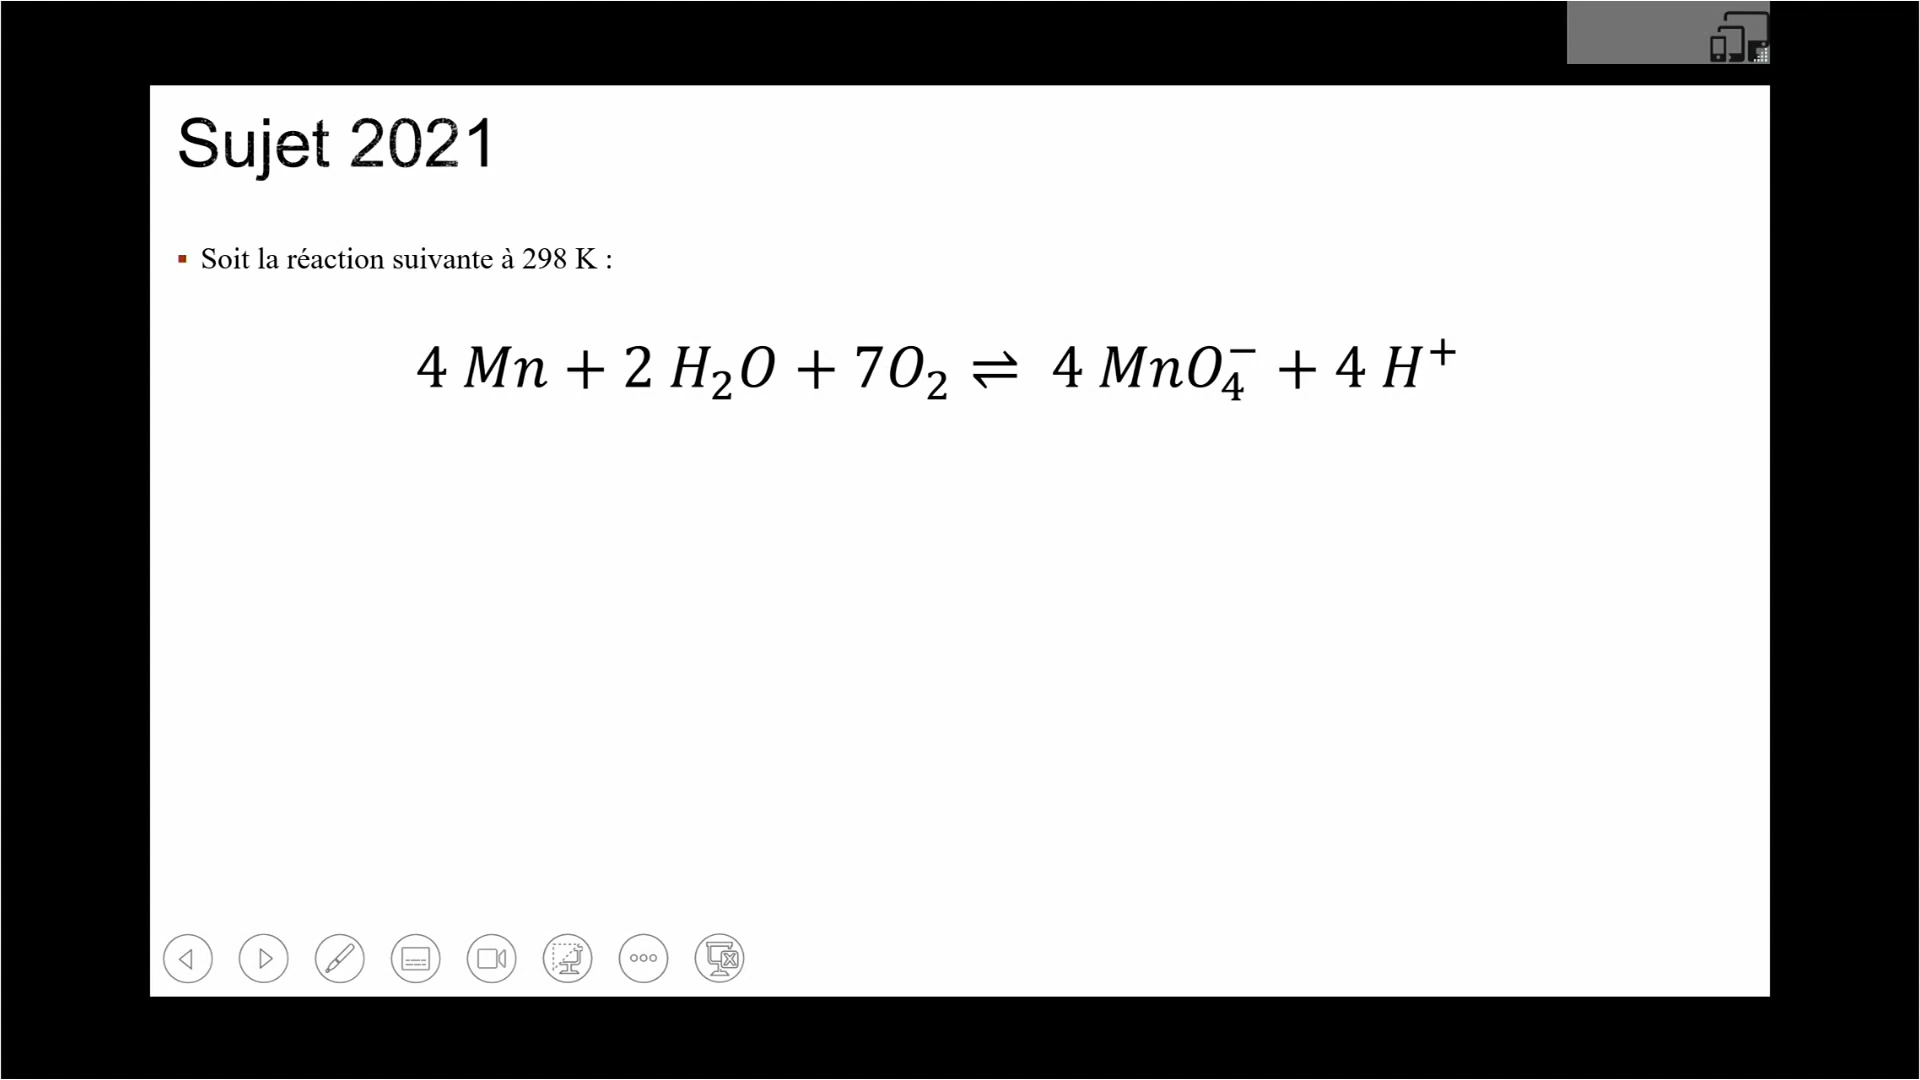 Sujet 2021
▪ Soit la réaction suivante à 298 K :
4 Mn + 2 H₂O + 7O₂ ⇌ 4 MnO₄⁻ + 4 H⁺